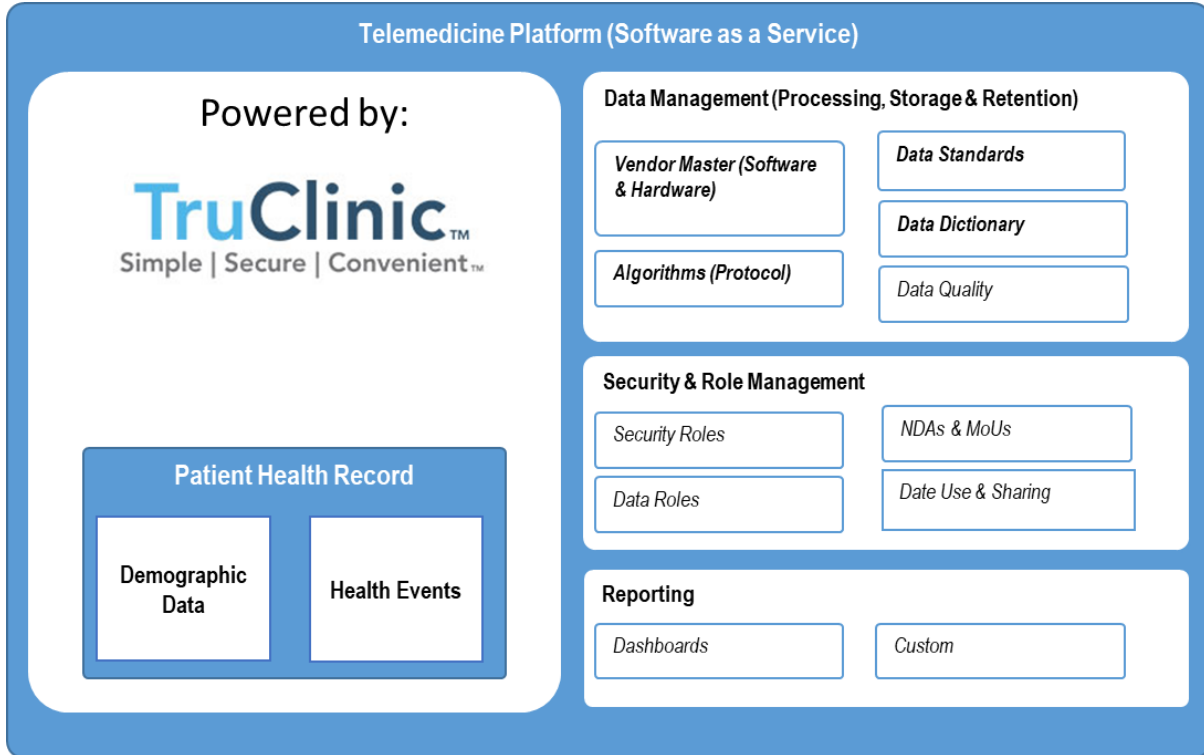 Telemedicine Platform (Software as a Service)
Powered by:
TruClinic™
Simple | Secure | Convenient™
Patient Health Record
Demographic
Data
Health Events
Data Management (Processing, Storage & Retention)
Vendor Master (Software
& Hardware)
Algorithms (Protocol)
Data Standards
Data Dictionary
Data Quality
Security & Role Management
Security Roles
Data Roles
NDAs & MoUs
Date Use & Sharing
Reporting
Dashboards
Custom